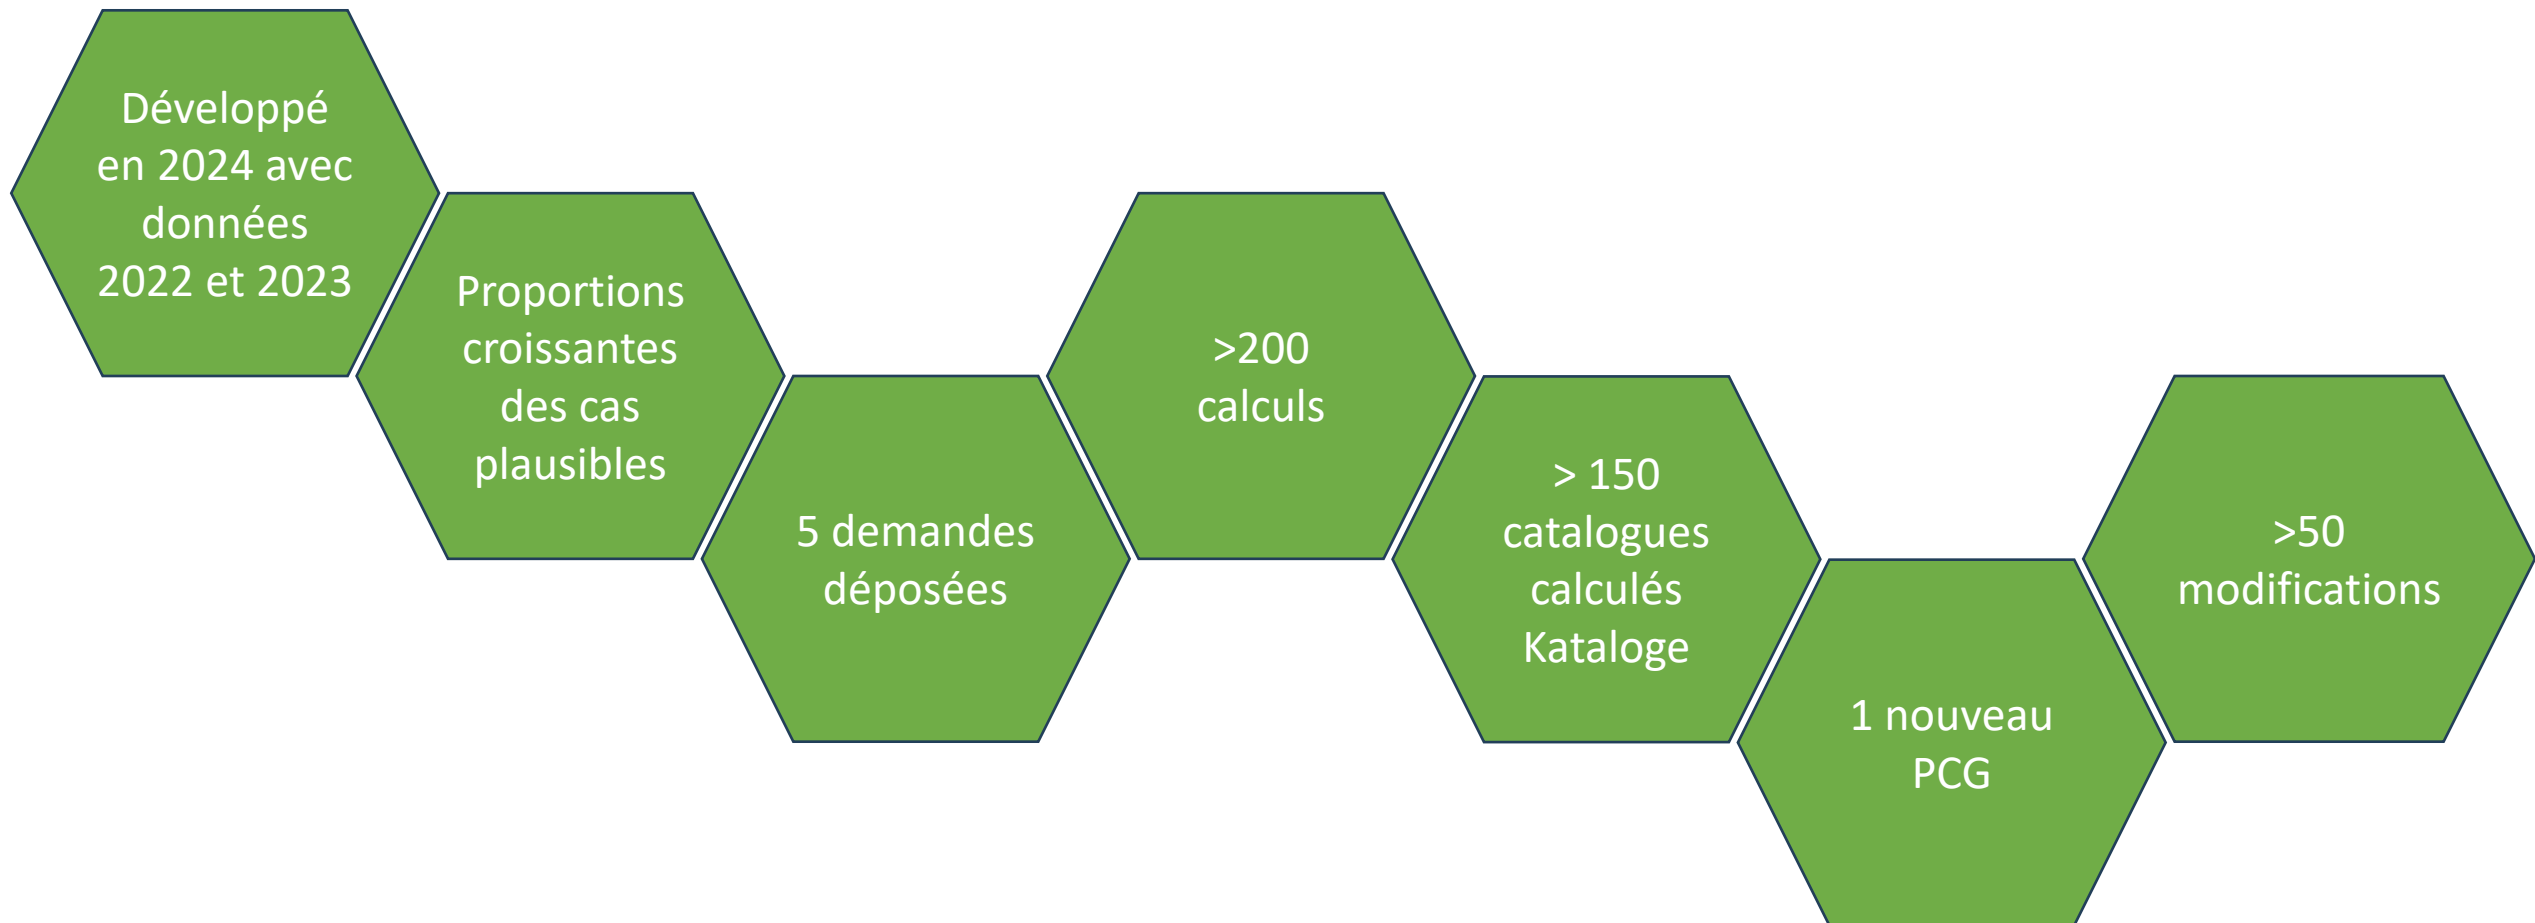 Développé
en 2024 avec
données
2022 et 2023
Proportions
croissantes
des cas
plausibles
5 demandes
déposées
>200
calculs
> 150
catalogues
calculés
Kataloge
1 nouveau
PCG
>50
modifications